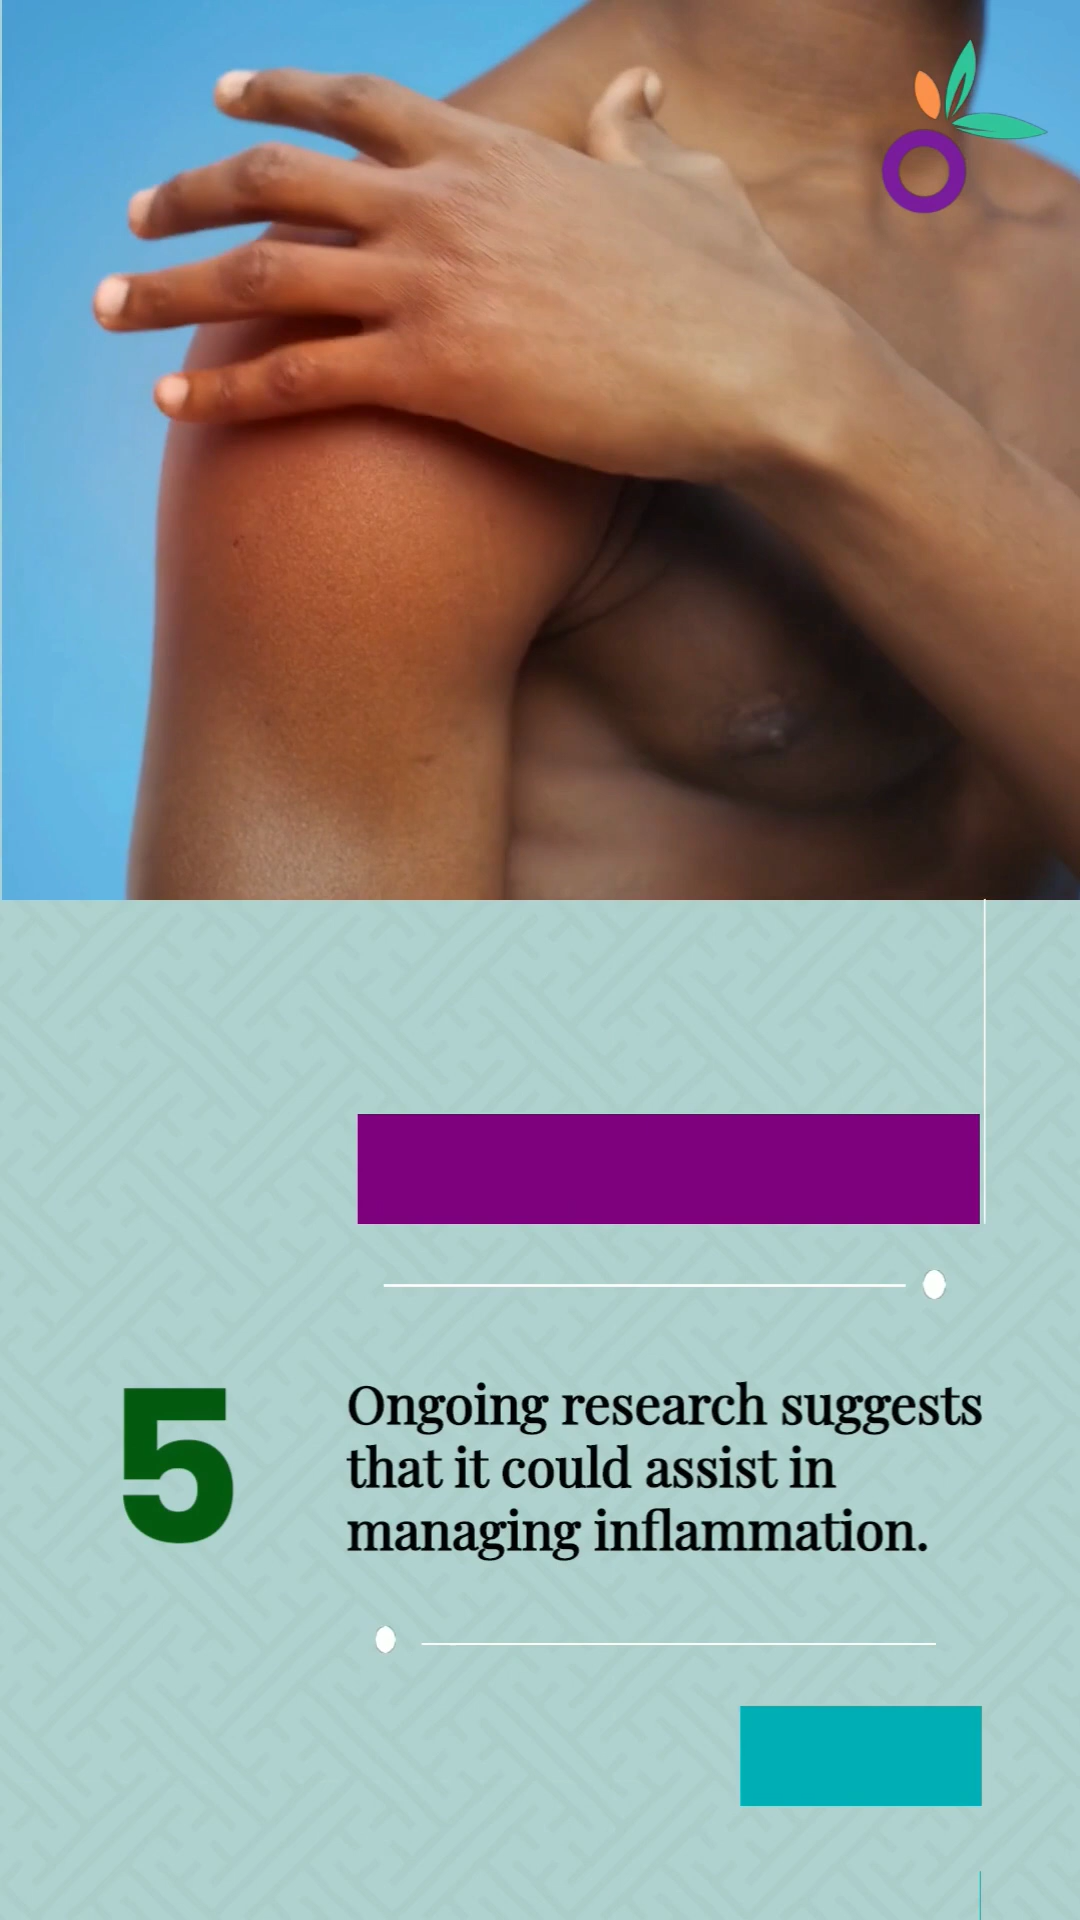 5
Ongoing research suggests
that it could assist in
managing inflammation.